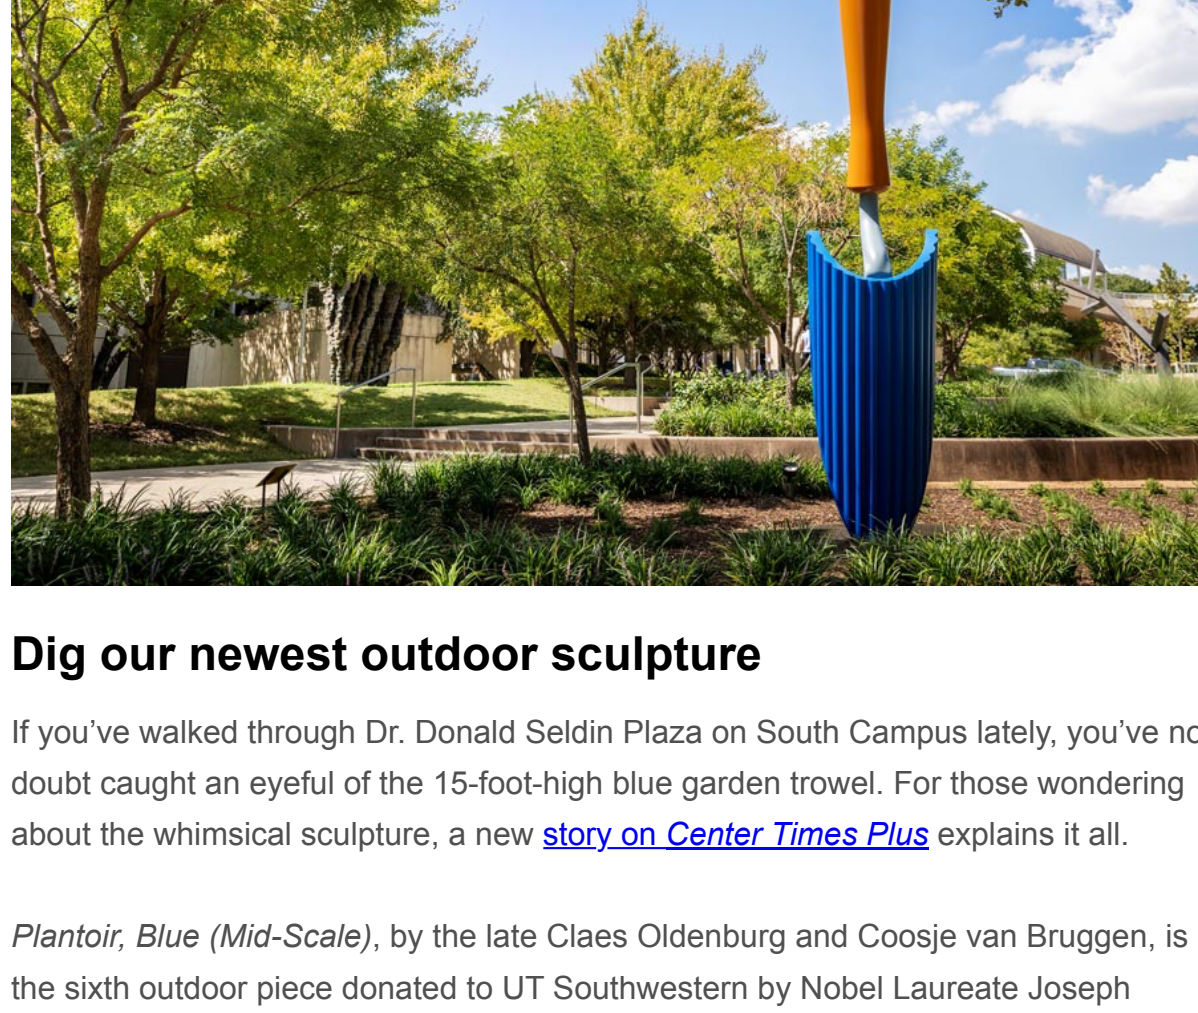 Dig our newest outdoor sculpture
If you’ve walked through Dr. Donald Seldin Plaza on South Campus lately, you’ve no
doubt caught an eyeful of the 15-foot-high blue garden trowel. For those wondering
about the whimsical sculpture, a new story on Center Times Plus explains it all.
Plantoir, Blue (Mid-Scale), by the late Claes Oldenburg and Coosje van Bruggen, is
the sixth outdoor piece donated to UT Southwestern by Nobel Laureate Joseph